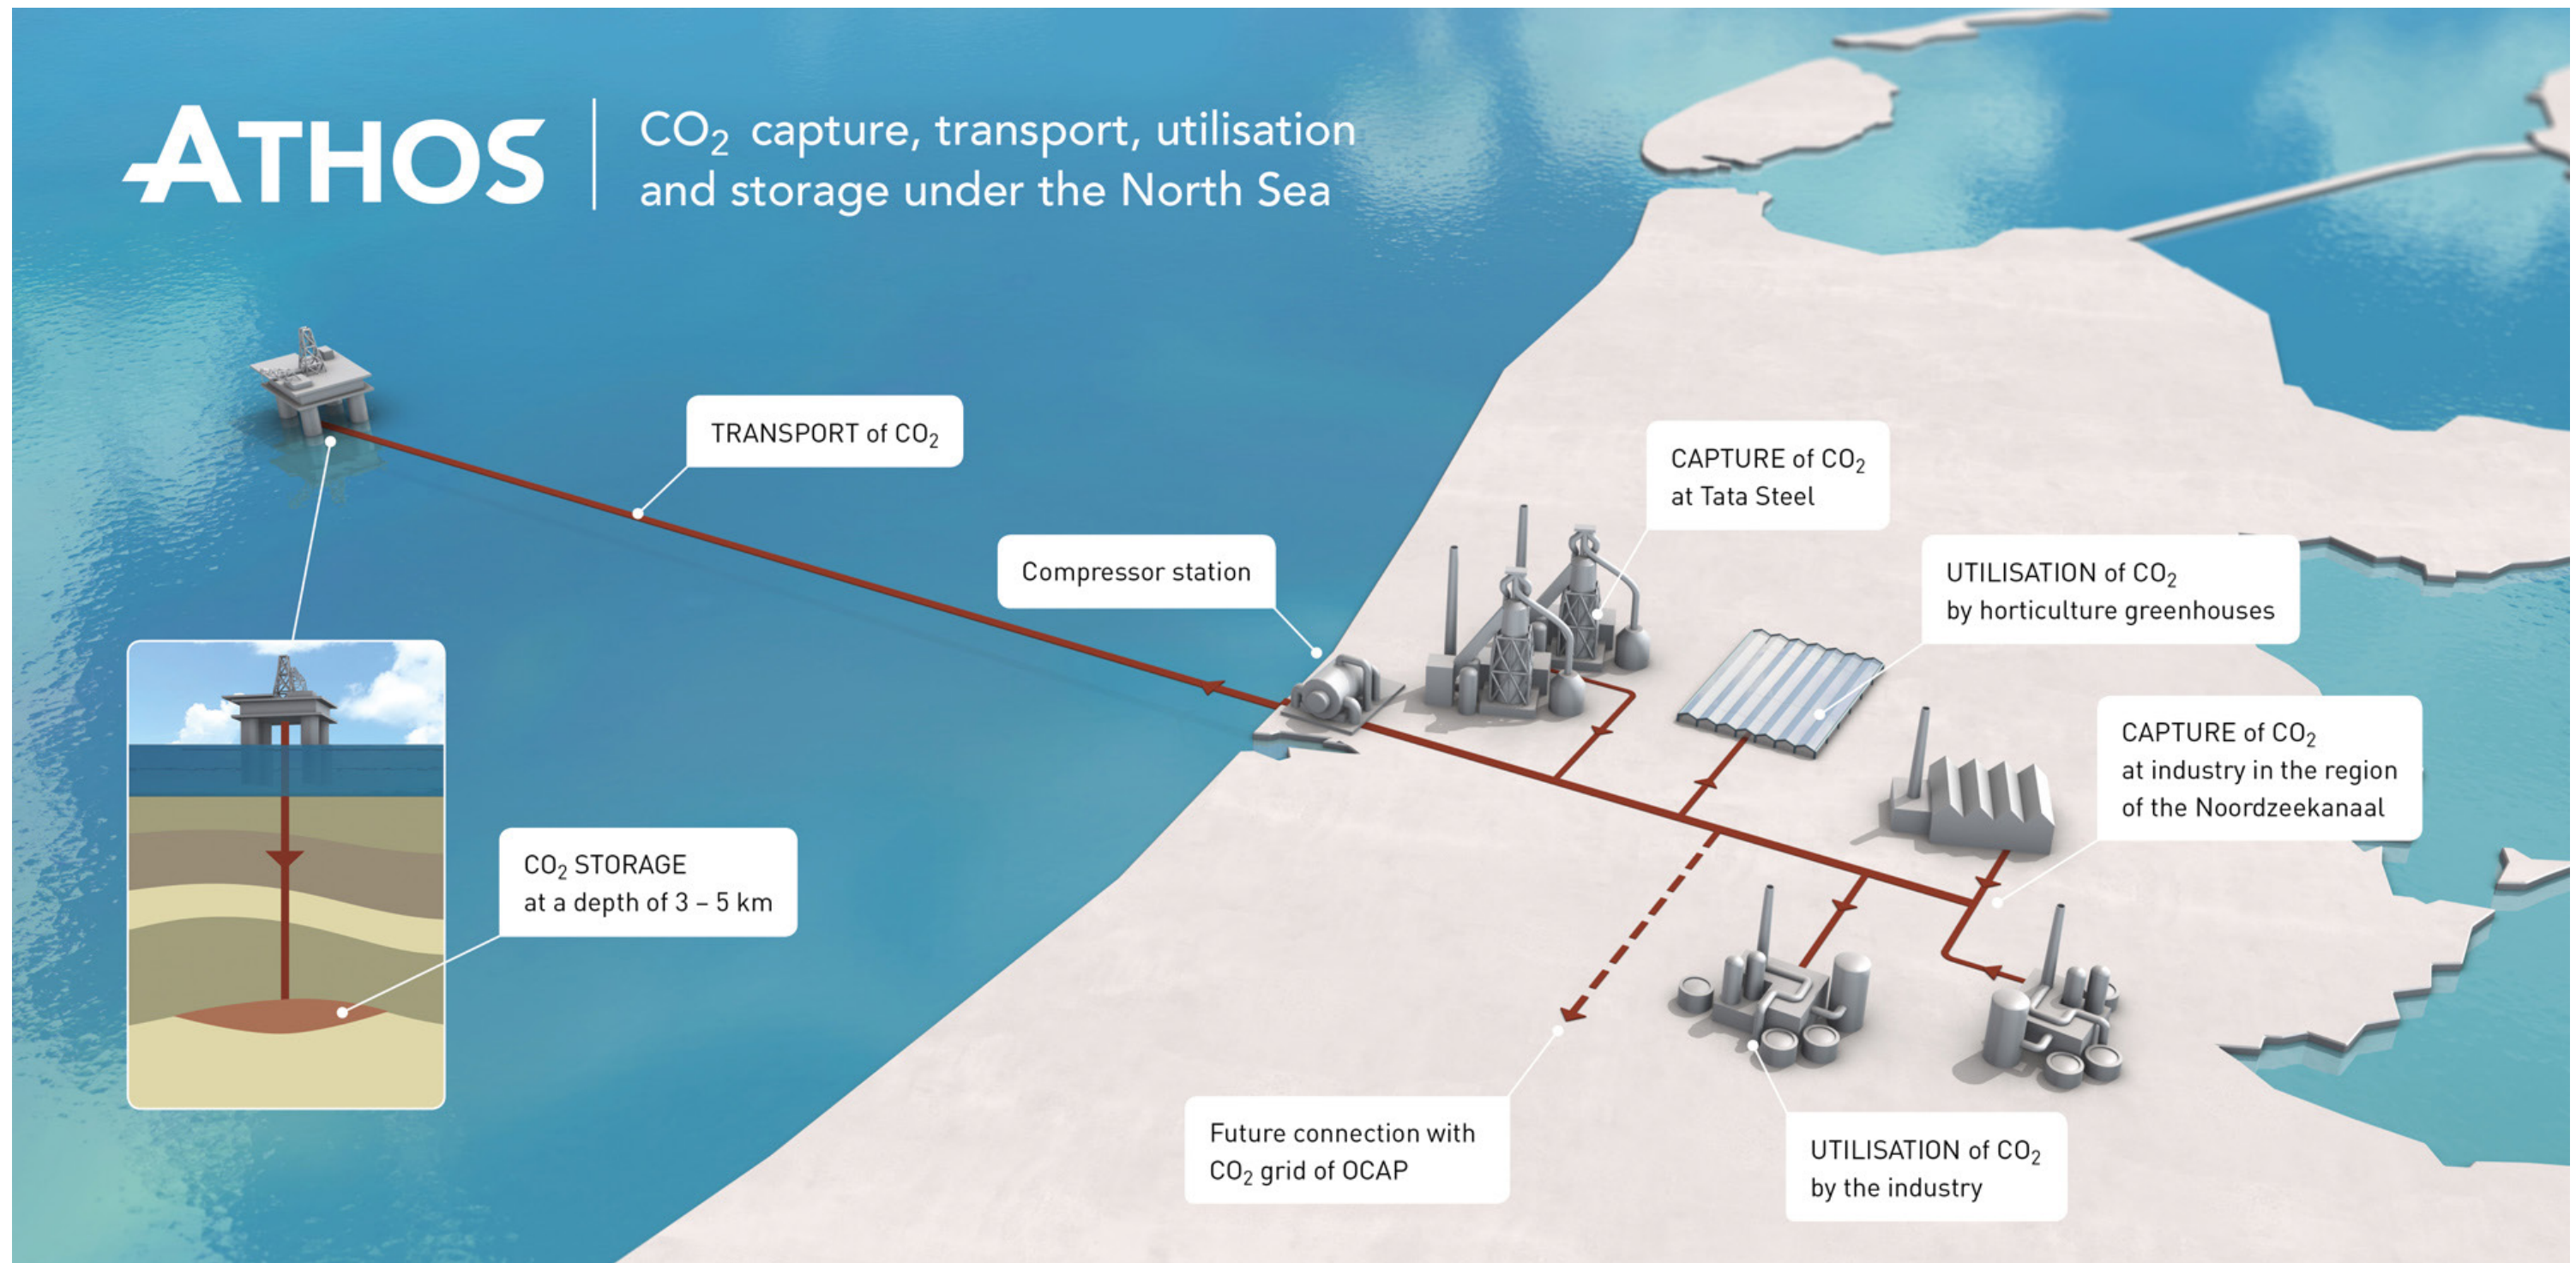 ATHOS
CO₂ capture, transport, utilisation
and storage under the North Sea
TRANSPORT of CO₂
CAPTURE of CO₂
at Tata Steel
Compressor station
UTILISATION of CO₂
by horticulture greenhouses
CAPTURE of CO₂
at industry in the region
of the Noordzeekanaal
CO₂ STORAGE
at a depth of 3 – 5 km
Future connection with
CO₂ grid of OCAP
UTILISATION of CO₂
by the industry